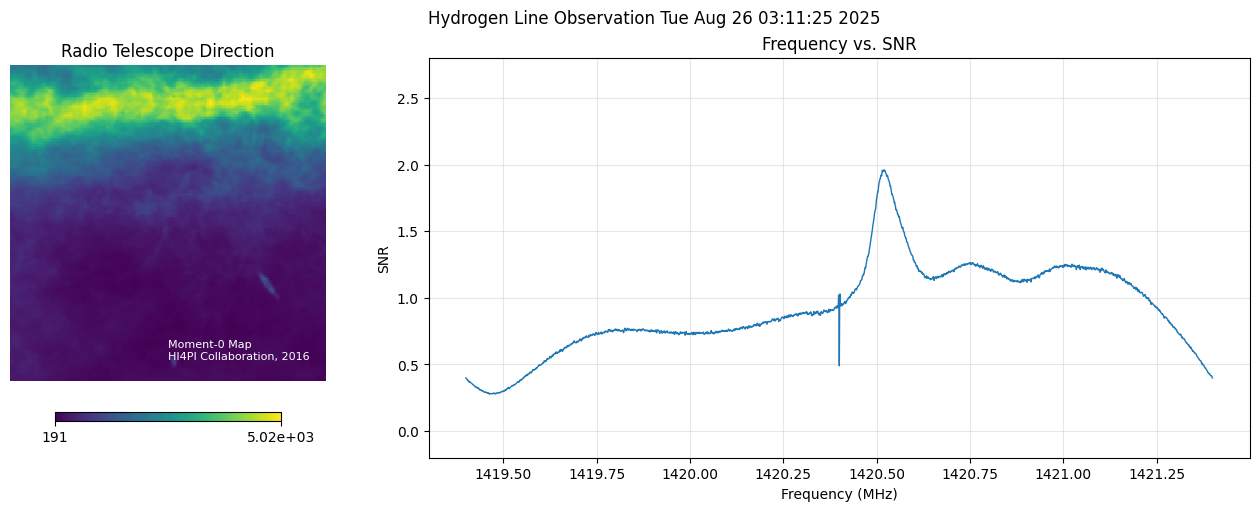 Hydrogen Line Observation Tue Aug 26 03:11:25 2025
Radio Telescope Direction
Moment-0 Map
HI4PI Collaboration, 2016
191
5.02e+03
Frequency vs. SNR
SNR
2.5
2.0
1.5
1.0
0.5
0.0
1419.50
1419.75
1420.00
1420.25
1420.50
1420.75
1421.00
1421.25
Frequency (MHz)